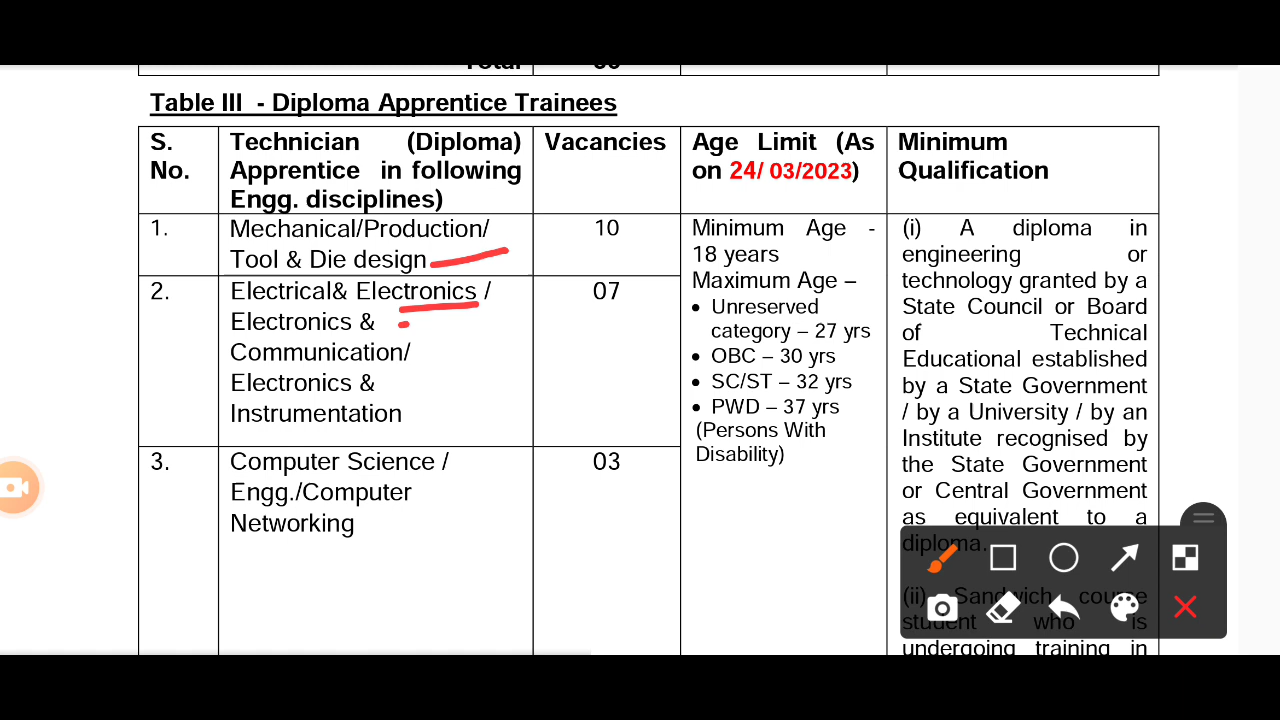 Total
Table III - Diploma Apprentice Trainees
S. No.
Technician (Diploma)
Apprentice in following
Engg. disciplines)
Vacancies
Age Limit (As
on 24/ 03/2023)
Minimum
Qualification
1.
Mechanical/Production/
Tool & Die design
10
2.
Electrical& Electronics /
Electronics &
Communication/
Electronics &
Instrumentation
07
3.
Computer Science /
Engg./Computer
Networking
03
Minimum Age -
18 years
Maximum Age –
• Unreserved
category – 27 yrs
• OBC – 30 yrs
• SC/ST – 32 yrs
• PWD – 37 yrs
(Persons With
Disability)
(i) A diploma in
engineering or
technology granted by a
State Council or Board
of Technical
Educational established
by a State Government
/ by a University / by an
Institute recognised by
the State Government
or Central Government
as equivalent to a
diploma.
(ii) Sandwich course
student who is
undergoing training in